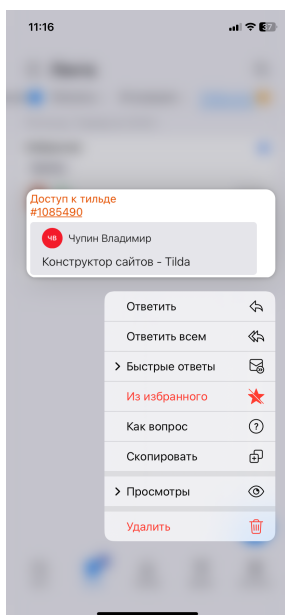 11:16
37
Доступ к тильде
#1085490
ЧВ Чупин Владимир
Конструктор сайтов - Tilda
Ответить
Ответить всем
Быстрые ответы
Из избранного
Как вопрос
Скопировать
Просмотры
Удалить